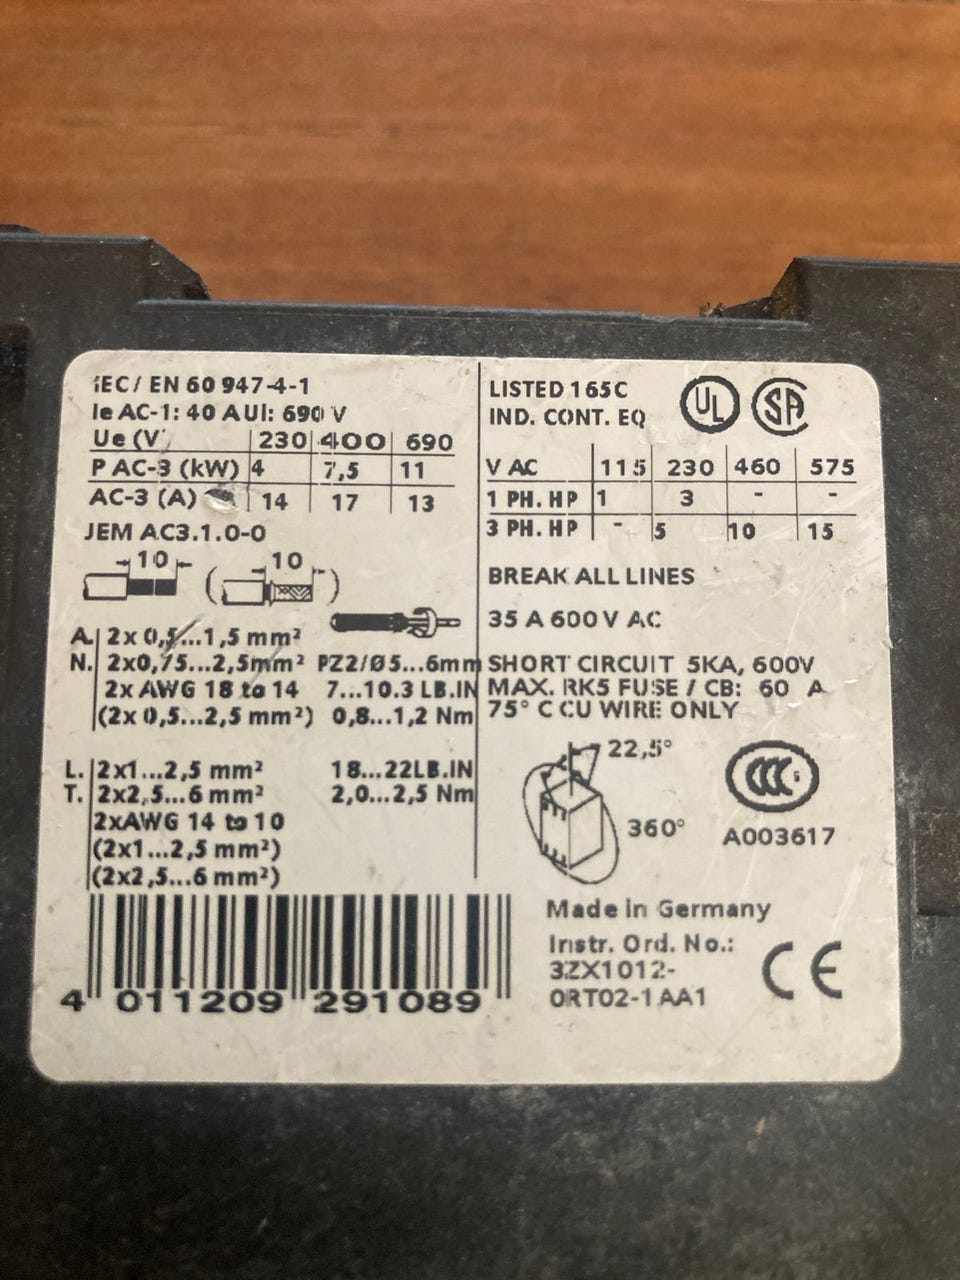 IEC/ EN 60 947-4-1
Ie AC-1: 40 A UI: 690 V
Ue (V) 230 400 690
P AC-3 (kW) 4 7,5 11
AC-3 (A) 14 17 13
JEM AC3.1.0-0
10 ( 10 )
A. 2x 0,5...1,5 mm²
N. 2x0,75...2,5mm² PZ2/Ø5...6mm
2x AWG 18 to 14 7...10.3 LB.IN
(2x 0,5...2,5 mm²) 0,8...1,2 Nm
L. 2x1...2,5 mm² 18...22LB.IN
T. 2x2,5...6 mm² 2,0...2,5 Nm
2xAWG 14 to 10
(2x1...2,5 mm²)
(2x2,5...6 mm²)
4 011209 291089
LISTED 165C
IND. CONT. EQ
UL SA
V AC 115 230 460 575
1 PH. HP 1 3 - -
3 PH. HP - 5 10 15
BREAK ALL LINES
35 A 600 V AC
SHORT CIRCUIT 5KA, 600V
MAX. RK5 FUSE / CB: 60 A
75° C CU WIRE ONLY
22,5°
360°
CCC
A003617
Made in Germany
Instr. Ord. No.:
3ZX1012-
0RT02-1AA1
CE